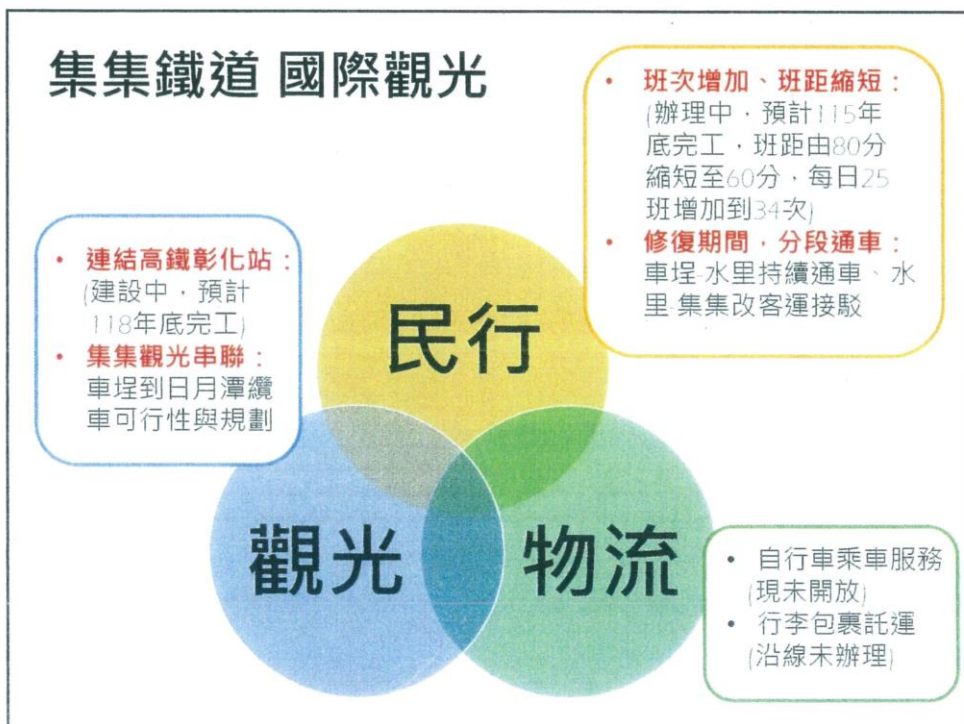 集集鐵道 國際觀光
• 班次增加、班距縮短：
(辦理中，預計115年
底完工，班距由80分
縮短至60分，每日25
班增加到34次)
• 修復期間，分段通車：
車埕-水里持續通車、水
里-集集改客運接駁
• 連結高鐵彰化站：
(建設中，預計
118年底完工)
• 集集觀光串聯：
車埕到日月潭纜
車可行性與規劃
民行
觀光
物流
• 自行車乘車服務
(現未開放)
• 行李包裹託運
(沿線未辦理)